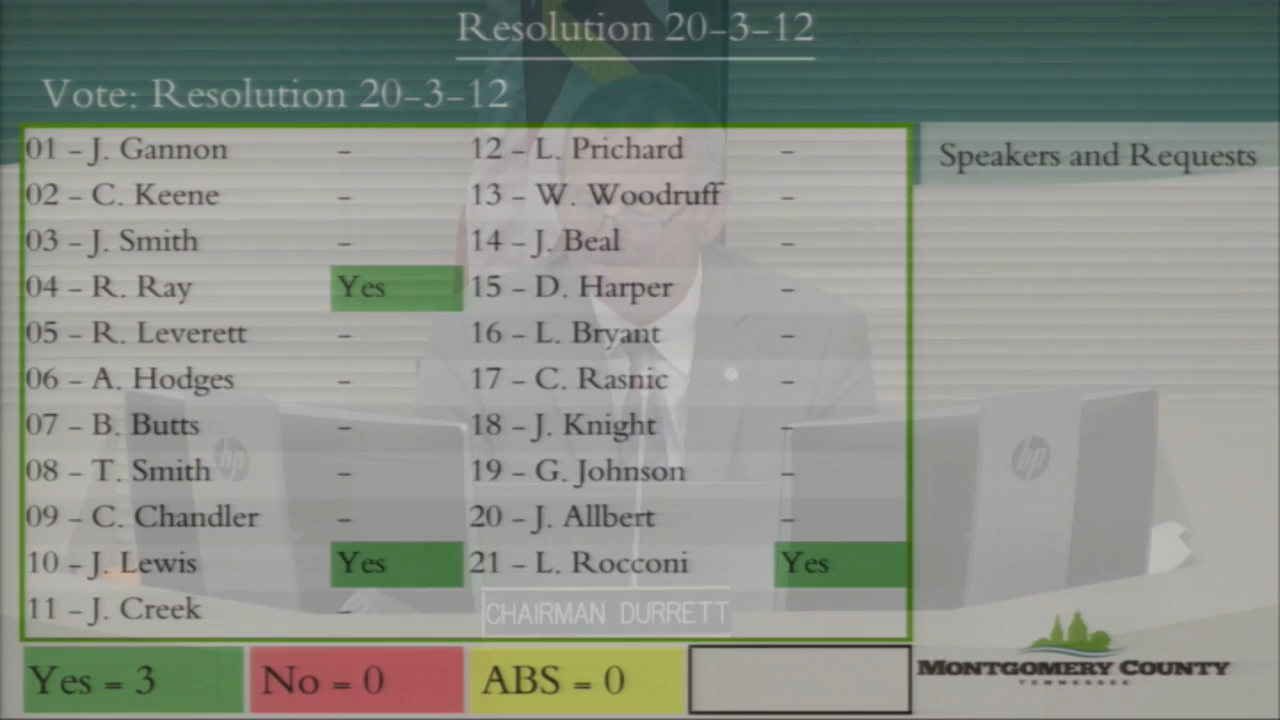 Resolution 20-3-12
Vote: Resolution 20-3-12
01 - J. Gannon -
02 - C. Keene -
03 - J. Smith -
04 - R. Ray Yes
05 - R. Leverett -
06 - A. Hodges -
07 - B. Butts -
08 - T. Smith -
09 - C. Chandler -
10 - J. Lewis Yes
11 - J. Creek -
12 - L. Prichard -
13 - W. Woodruff -
14 - J. Beal -
15 - D. Harper -
16 - L. Bryant -
17 - C. Rasnic -
18 - J. Knight -
19 - G. Johnson -
20 - J. Allbert -
21 - L. Rocconi Yes
Speakers and Requests
hp
hp
CHAIRMAN DURRETT
Yes = 3
No = 0
ABS = 0
MONTGOMERY COUNTY
TENNESSEE